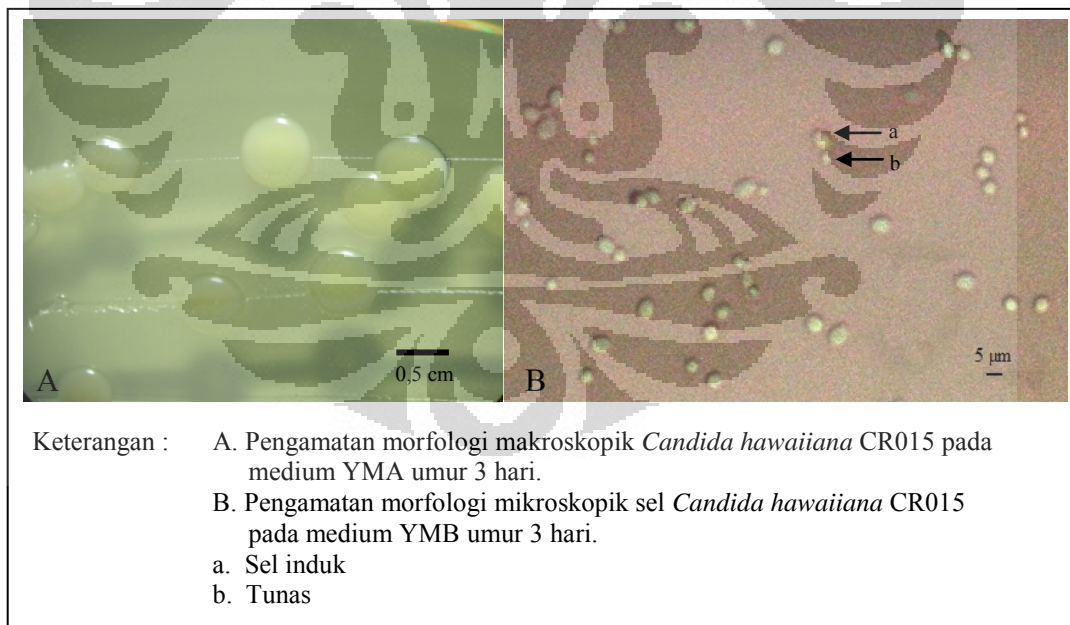 a
b
0,5 cm
5 µm
A
B
Keterangan : A. Pengamatan morfologi makroskopik Candida hawaiiana CR015 pada
medium YMA umur 3 hari.
B. Pengamatan morfologi mikroskopik sel Candida hawaiiana CR015
pada medium YMB umur 3 hari.
a. Sel induk
b. Tunas